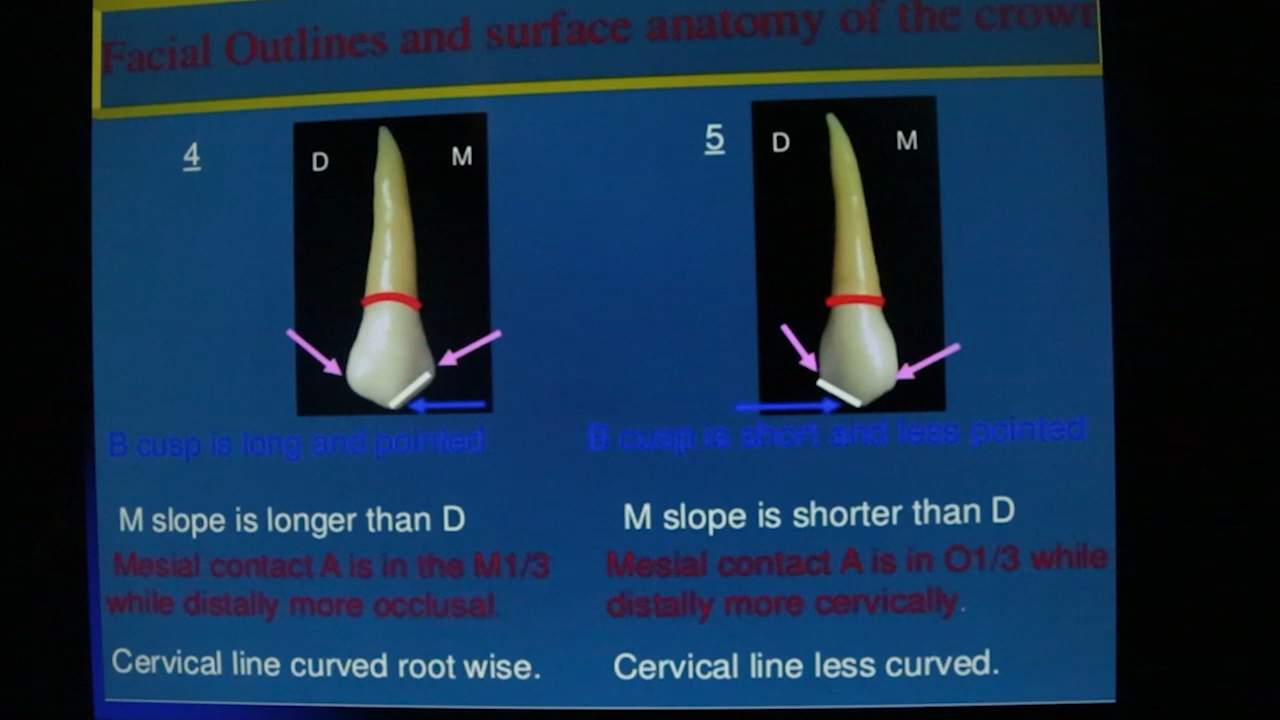 Facial Outlines and surface anatomy of the crown
4
D
M
5
D
M
B cusp is long and pointed
B cusp is short and less pointed
M slope is longer than D
M slope is shorter than D
Mesial contact A is in the M1/3
while distally more occlusal.
Mesial contact A is in O1/3 while
distally more cervically.
Cervical line curved root wise.
Cervical line less curved.